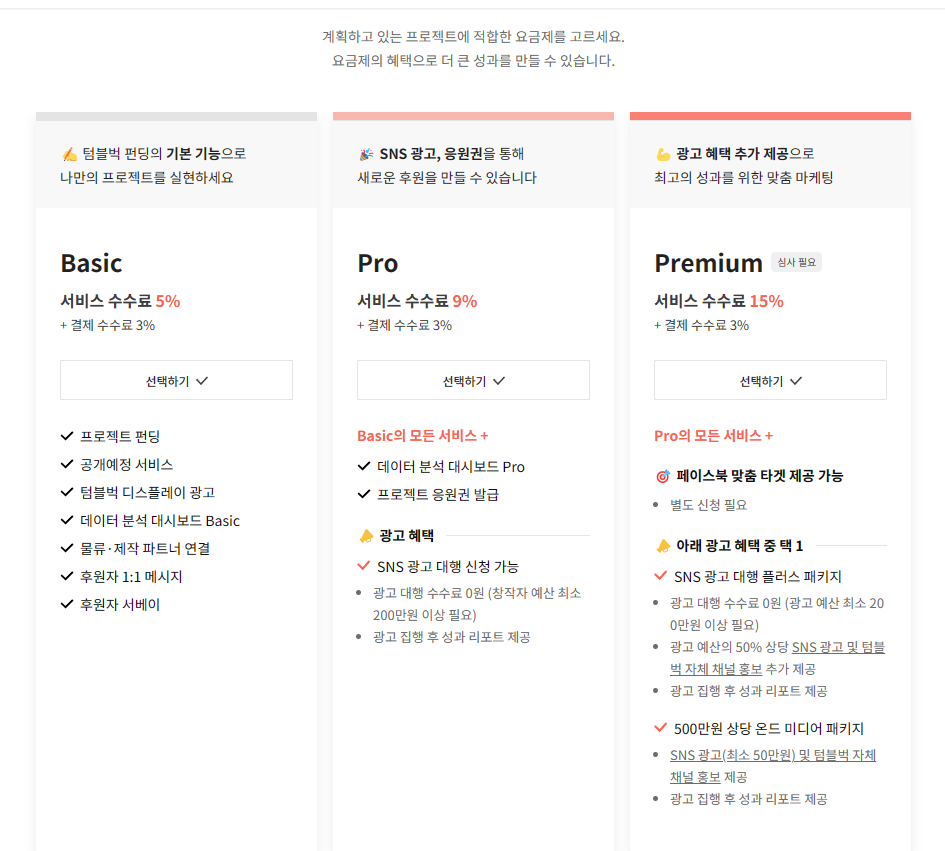 계획하고 있는 프로젝트에 적합한 요금제를 고르세요.
요금제의 혜택으로 더 큰 성과를 만들 수 있습니다.
✍️ 텀블벅 펀딩의 기본 기능으로
나만의 프로젝트를 실현하세요
Basic
서비스 수수료 5%
+ 결제 수수료 3%
선택하기
프로젝트 펀딩
공개예정 서비스
텀블벅 디스플레이 광고
데이터 분석 대시보드 Basic
물류·제작 파트너 연결
후원자 1:1 메시지
후원자 서베이
🎉 SNS 광고, 응원권을 통해
새로운 후원을 만들 수 있습니다
Pro
서비스 수수료 9%
+ 결제 수수료 3%
선택하기
Basic의 모든 서비스 +
데이터 분석 대시보드 Pro
프로젝트 응원권 발급
📣 광고 혜택
SNS 광고 대행 신청 가능
• 광고 대행 수수료 0원 (창작자 예산 최소
200만원 이상 필요)
• 광고 집행 후 성과 리포트 제공
💪 광고 혜택 추가 제공으로
최고의 성과를 위한 맞춤 마케팅
Premium 심사 필요
서비스 수수료 15%
+ 결제 수수료 3%
선택하기
Pro의 모든 서비스 +
🎯 페이스북 맞춤 타겟 제공 가능
• 별도 신청 필요
📣 아래 광고 혜택 중 택 1
SNS 광고 대행 플러스 패키지
• 광고 대행 수수료 0원 (광고 예산 최소 20
0만원 이상 필요)
• 광고 예산의 50% 상당 SNS 광고 및 텀블
벅 자체 채널 홍보 추가 제공
• 광고 집행 후 성과 리포트 제공
500만원 상당 온드 미디어 패키지
• SNS 광고(최소 50만원) 및 텀블벅 자체
채널 홍보 제공
• 광고 집행 후 성과 리포트 제공